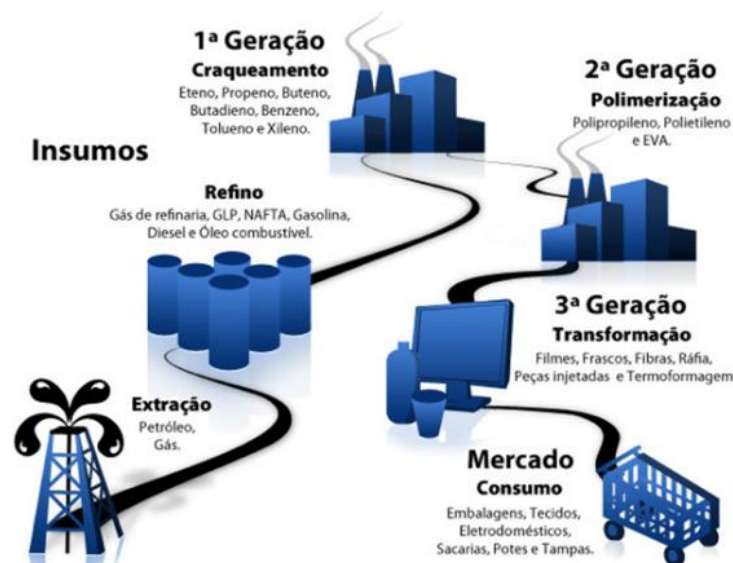 1ª Geração
Craqueamento
Eteno, Propeno, Buteno,
Butadieno, Benzeno,
Tolueno e Xileno.
2ª Geração
Polimerização
Polipropileno, Polietileno
e EVA.
Insumos
Refino
Gás de refinaria, GLP, NAFTA, Gasolina,
Diesel e Óleo combustível.
3ª Geração
Transformação
Filmes, Frascos, Fibras, Ráfia,
Peças injetadas e Termoformagem
Extração
Petróleo,
Gás.
Mercado
Consumo
Embalagens, Tecidos,
Eletrodomésticos,
Sacarias, Potes e Tampas.